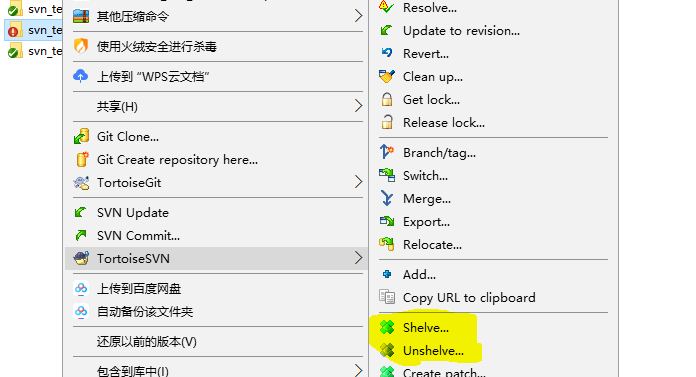 svn_te
svn_te
svn_te
其他压缩命令
使用火绒安全进行杀毒
上传到 “WPS云文档”
共享(H)
Git Clone...
Git Create repository here...
TortoiseGit
SVN Update
SVN Commit...
TortoiseSVN
上传到百度网盘
自动备份该文件夹
还原以前的版本(V)
包含到库中(I)
Resolve...
Update to revision...
Revert...
Clean up...
Get lock...
Release lock...
Branch/tag...
Switch...
Merge...
Export...
Relocate...
Add...
Copy URL to clipboard
Shelve...
Unshelve...
Create patch...